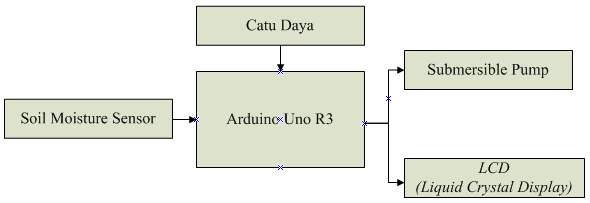 Catu Daya
Submersible Pump
Soil Moisture Sensor
Arduino Uno R3
LCD
(Liquid Crystal Display)